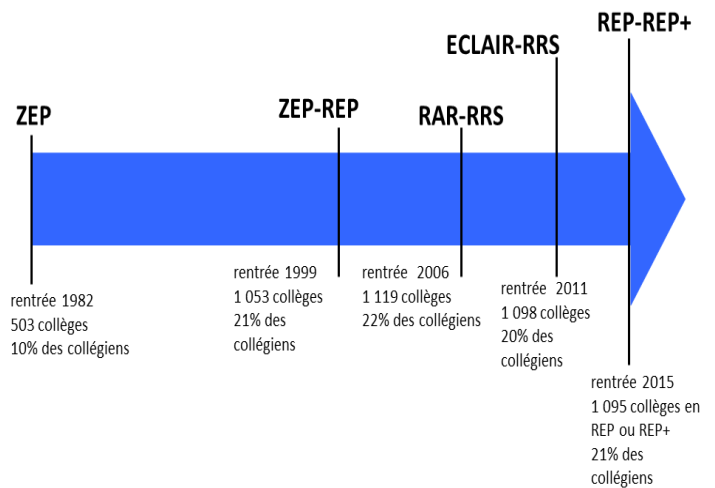 ZEP
ZEP-REP
RAR-RRS
ECLAIR-RRS
REP-REP+
rentrée 1982
503 collèges
10% des collégiens
rentrée 1999
1 053 collèges
21% des
collégiens
rentrée 2006
1 119 collèges
22% des collégiens
rentrée 2011
1 098 collèges
20% des
collégiens
rentrée 2015
1 095 collèges en
REP ou REP+
21% des
collégiens